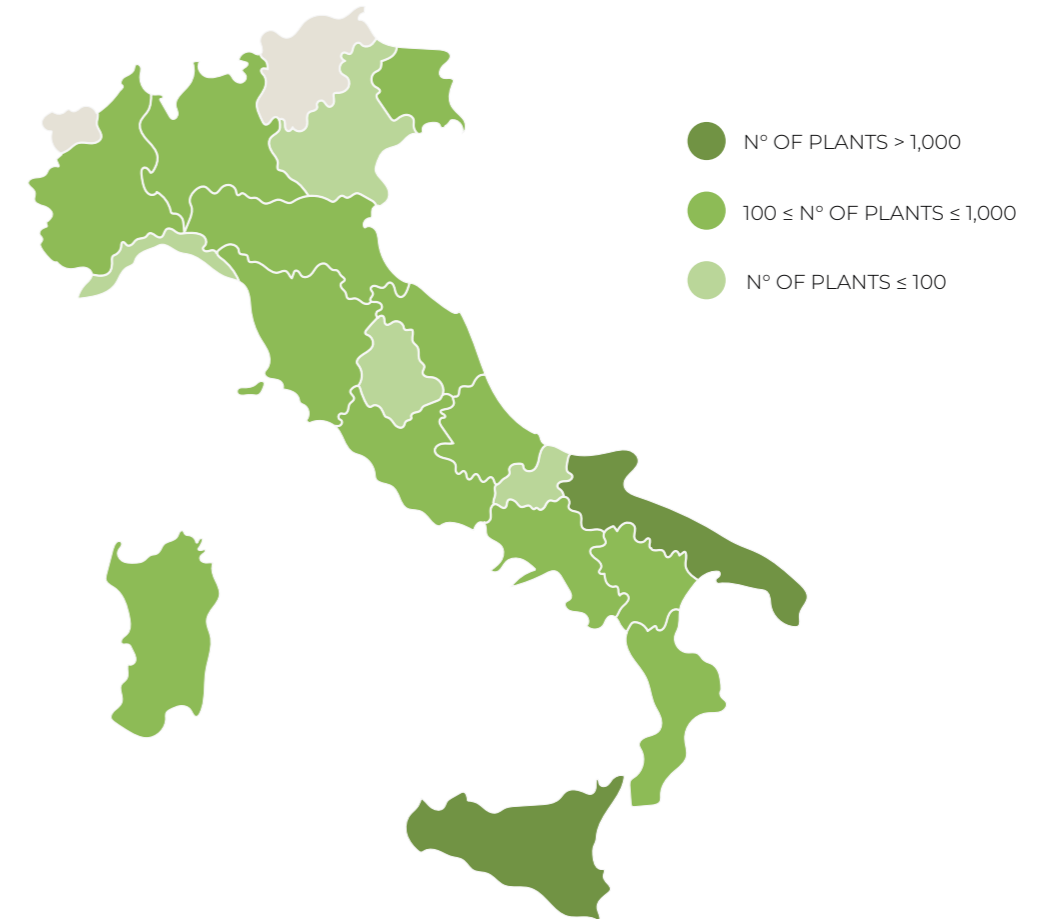 N° OF PLANTS > 1,000
100 ≤ N° OF PLANTS ≤ 1,000
N° OF PLANTS ≤ 100